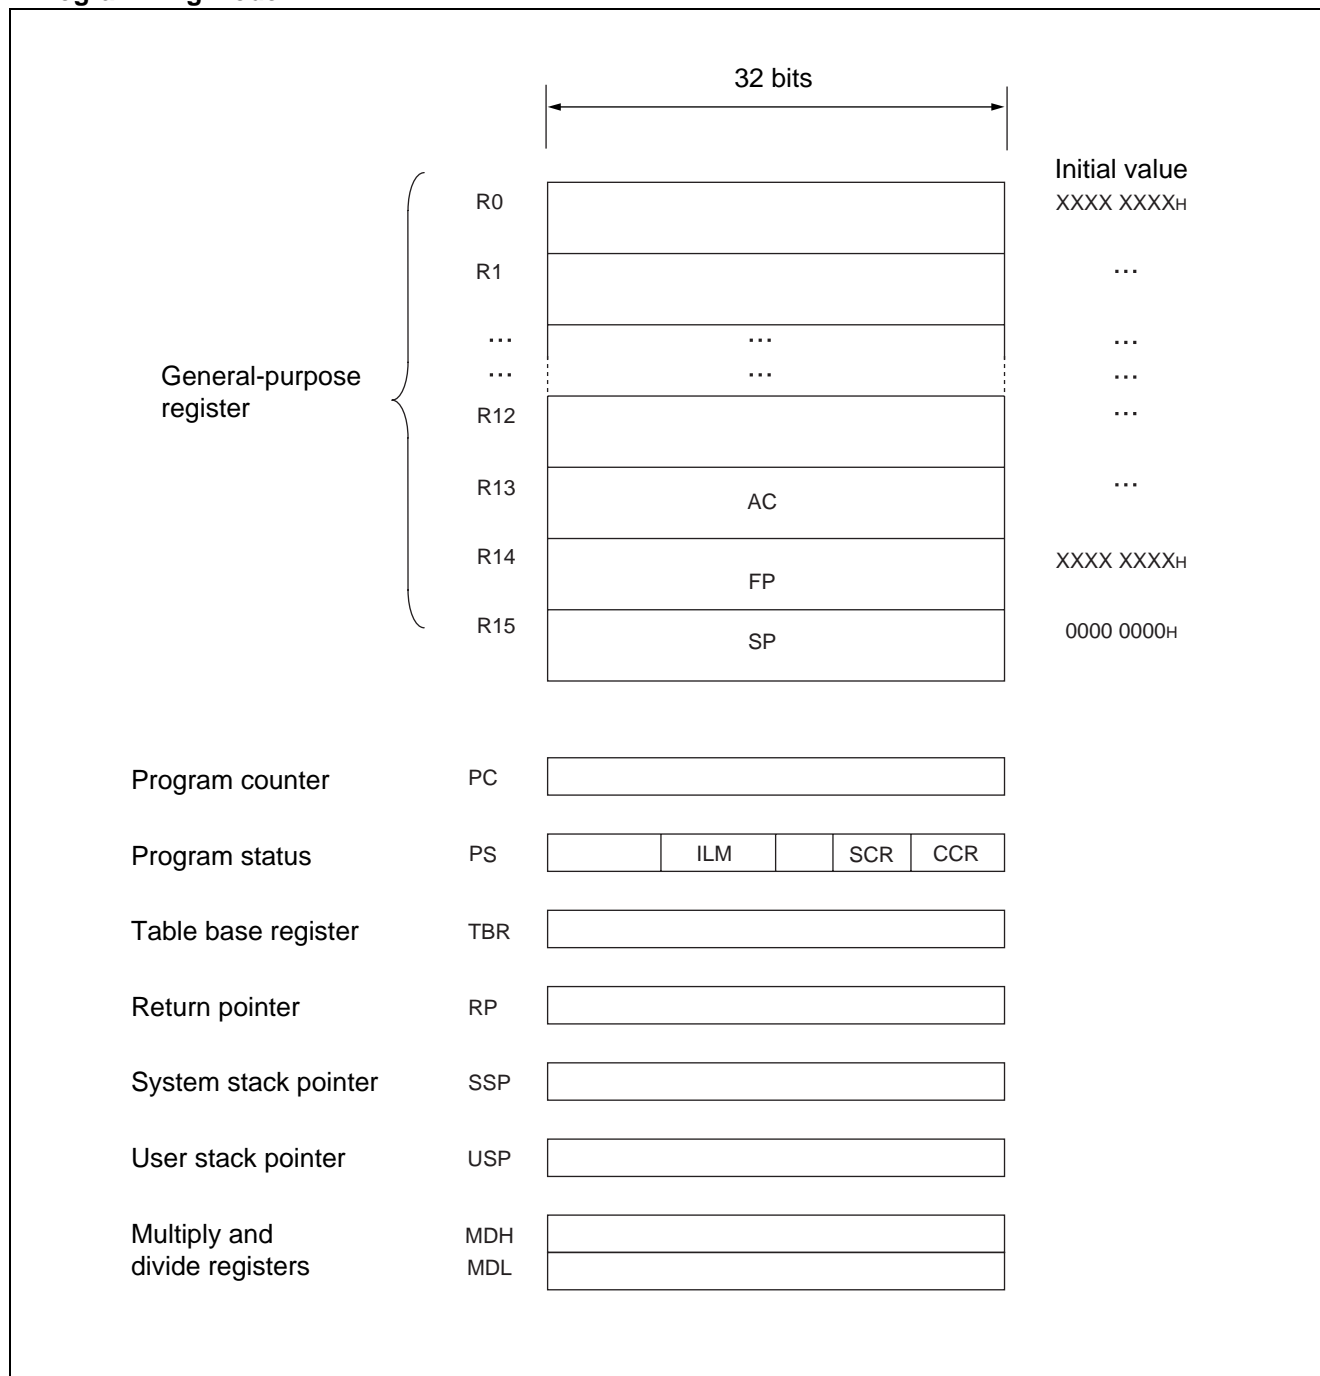 32 bits
Initial value
R0 XXXX XXXXH
R1 ...
... ... ...
... ... ...
General-purpose
register
R12 ...
R13 AC ...
R14 FP XXXX XXXXH
R15 SP 0000 0000H
Program counter PC
Program status PS ILM SCR CCR
Table base register TBR
Return pointer RP
System stack pointer SSP
User stack pointer USP
Multiply and MDH
divide registers MDL